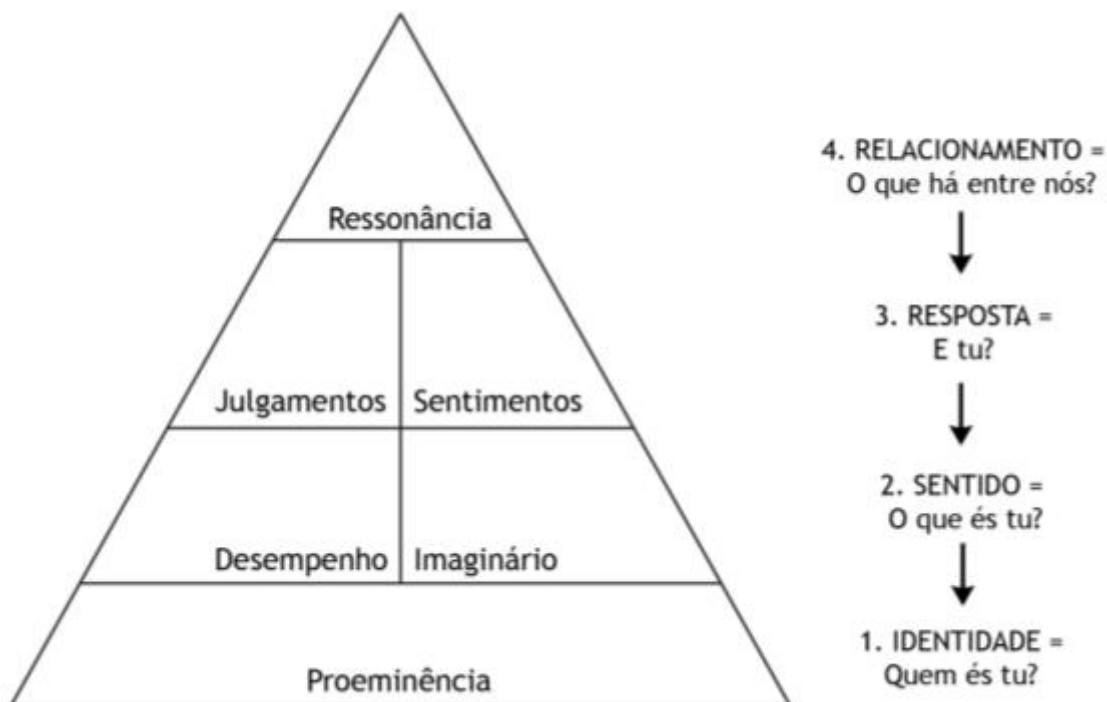 Ressonância
Julgamentos
Sentimentos
Desempenho
Imaginário
Proeminência
4. RELACIONAMENTO =
O que há entre nós?
3. RESPOSTA =
E tu?
2. SENTIDO =
O que és tu?
1. IDENTIDADE =
Quem és tu?